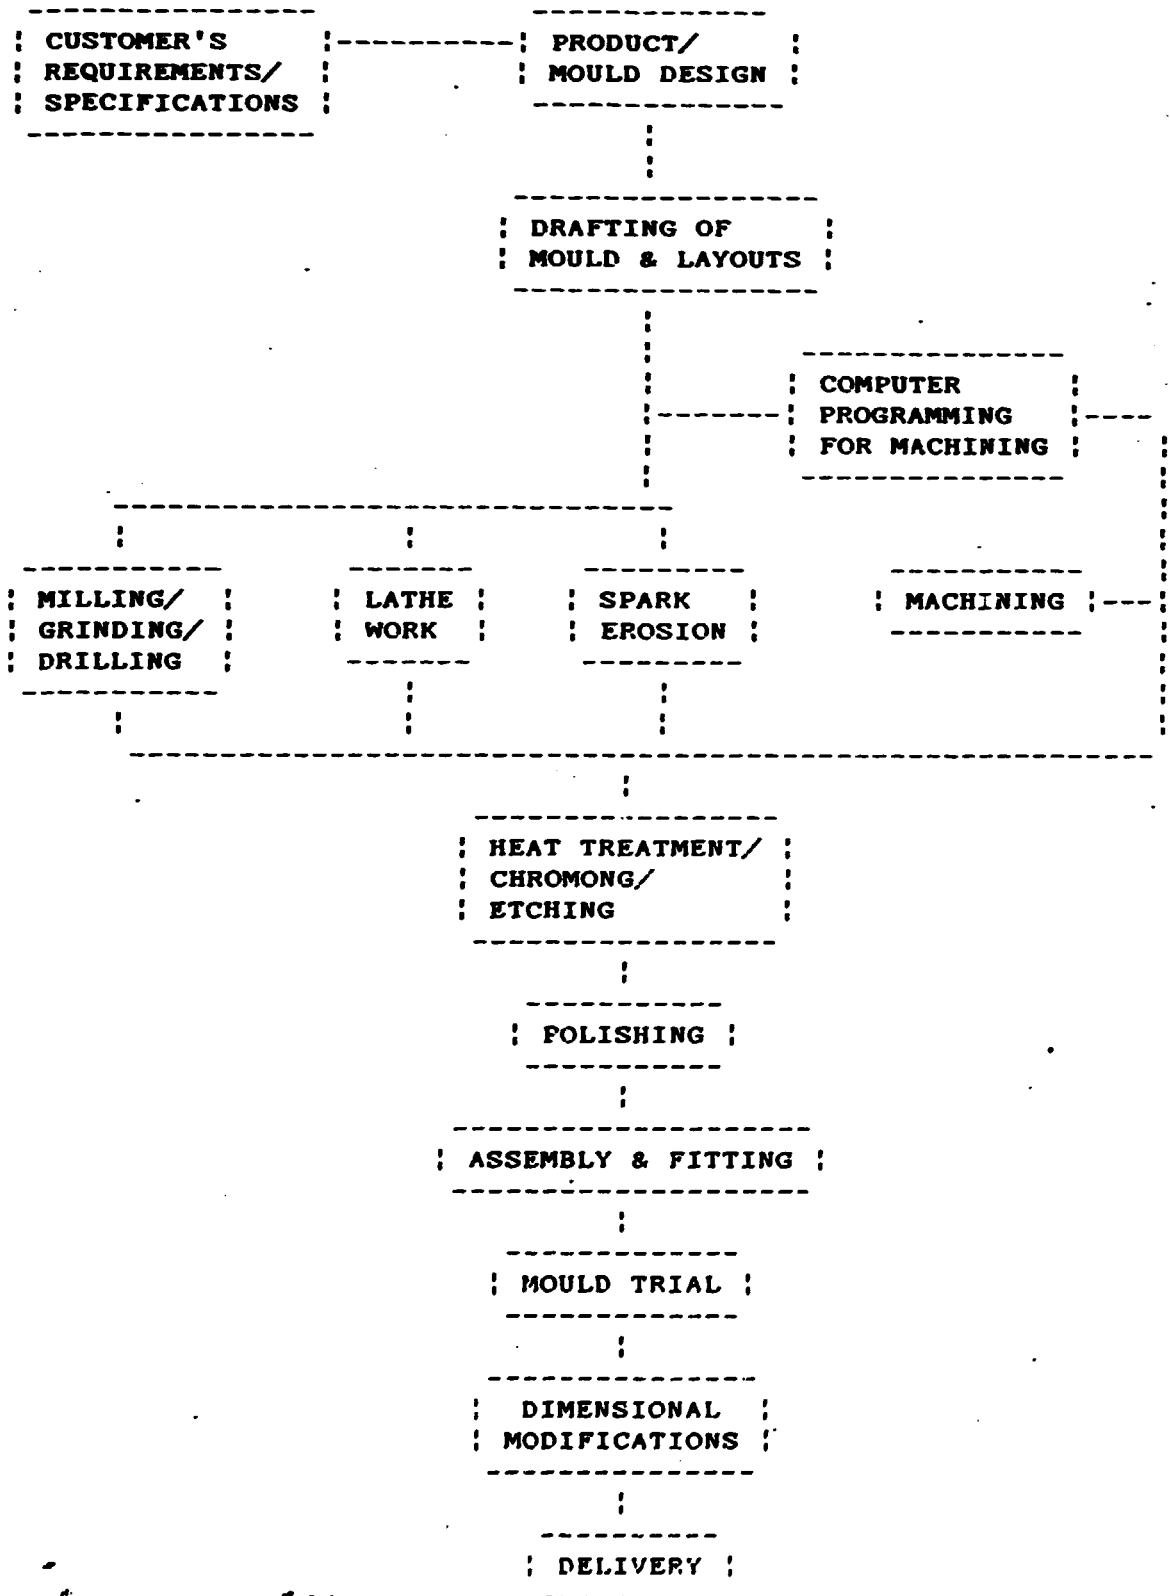 CUSTOMER'S
REQUIREMENTS/
SPECIFICATIONS
PRODUCT/
MOULD DESIGN
DRAFTING OF
MOULD & LAYOUTS
COMPUTER
PROGRAMMING
FOR MACHINING
MILLING/
GRINDING/
DRILLING
LATHE
WORK
SPARK
EROSION
MACHINING
HEAT TREATMENT/
CHROMONG/
ETCHING
POLISHING
ASSEMBLY & FITTING
MOULD TRIAL
DIMENSIONAL
MODIFICATIONS
DELIVERY